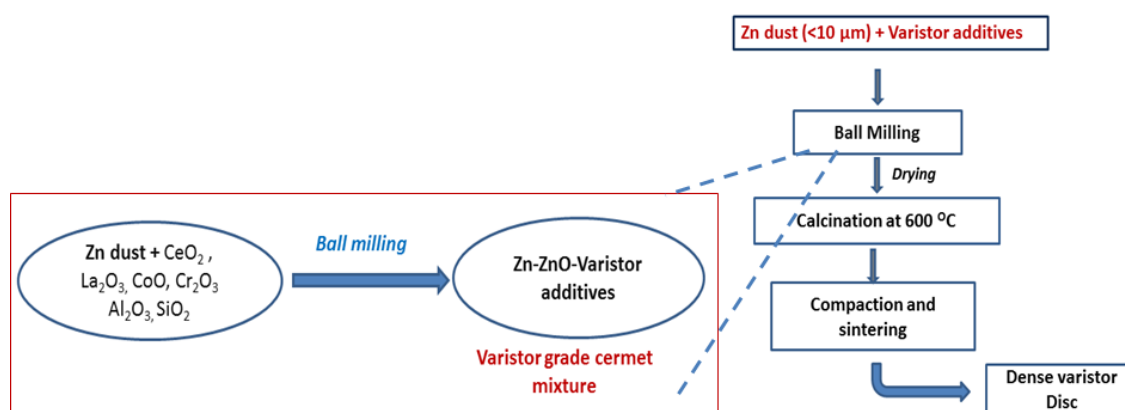 Zn dust (<10 µm) + Varistor additives
Ball Milling
Drying
Calcination at 600 ⁰C
Compaction and
sintering
Dense varistor
Disc
Zn dust + CeO₂ ,
La₂O₃, CoO, Cr₂O₃
Al₂O₃, SiO₂
Ball milling
Zn-ZnO-Varistor
additives
Varistor grade cermet
mixture